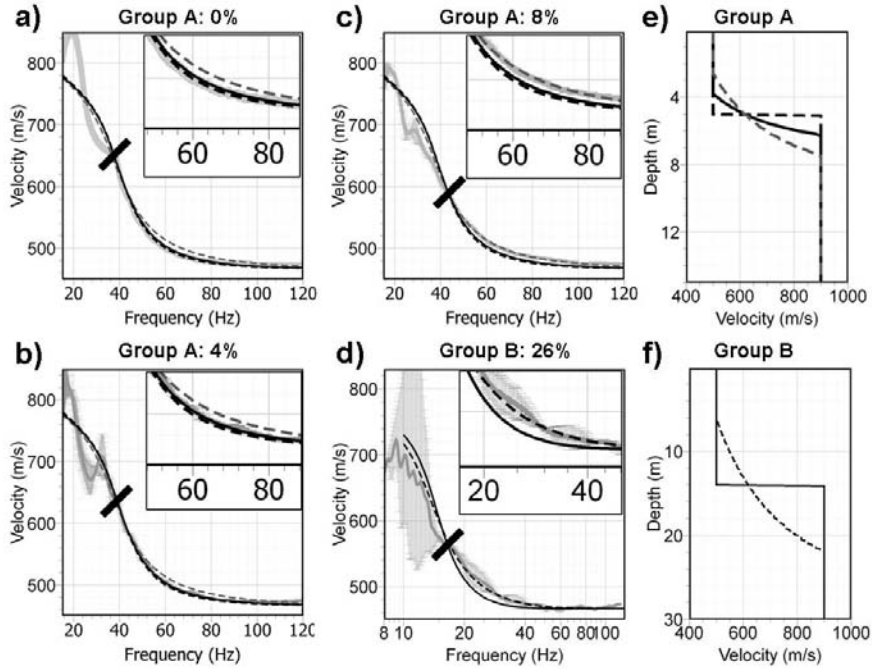 a) Group A: 0%
800
700
600
500
Velocity (m/s)
60 80
20 40 60 80 100 120
Frequency (Hz)
c) Group A: 8%
800
700
600
500
Velocity (m/s)
60 80
20 40 60 80 100 120
Frequency (Hz)
e) Group A
4
8
12
Depth (m)
400 600 800 1000
Velocity (m/s)
b) Group A: 4%
800
700
600
500
Velocity (m/s)
60 80
20 40 60 80 100 120
Frequency (Hz)
d) Group B: 26%
800
700
600
500
Velocity (m/s)
20 40
8 10 20 40 60 80 100
Frequency (Hz)
f) Group B
10
20
30
Depth (m)
400 600 800 1000
Velocity (m/s)